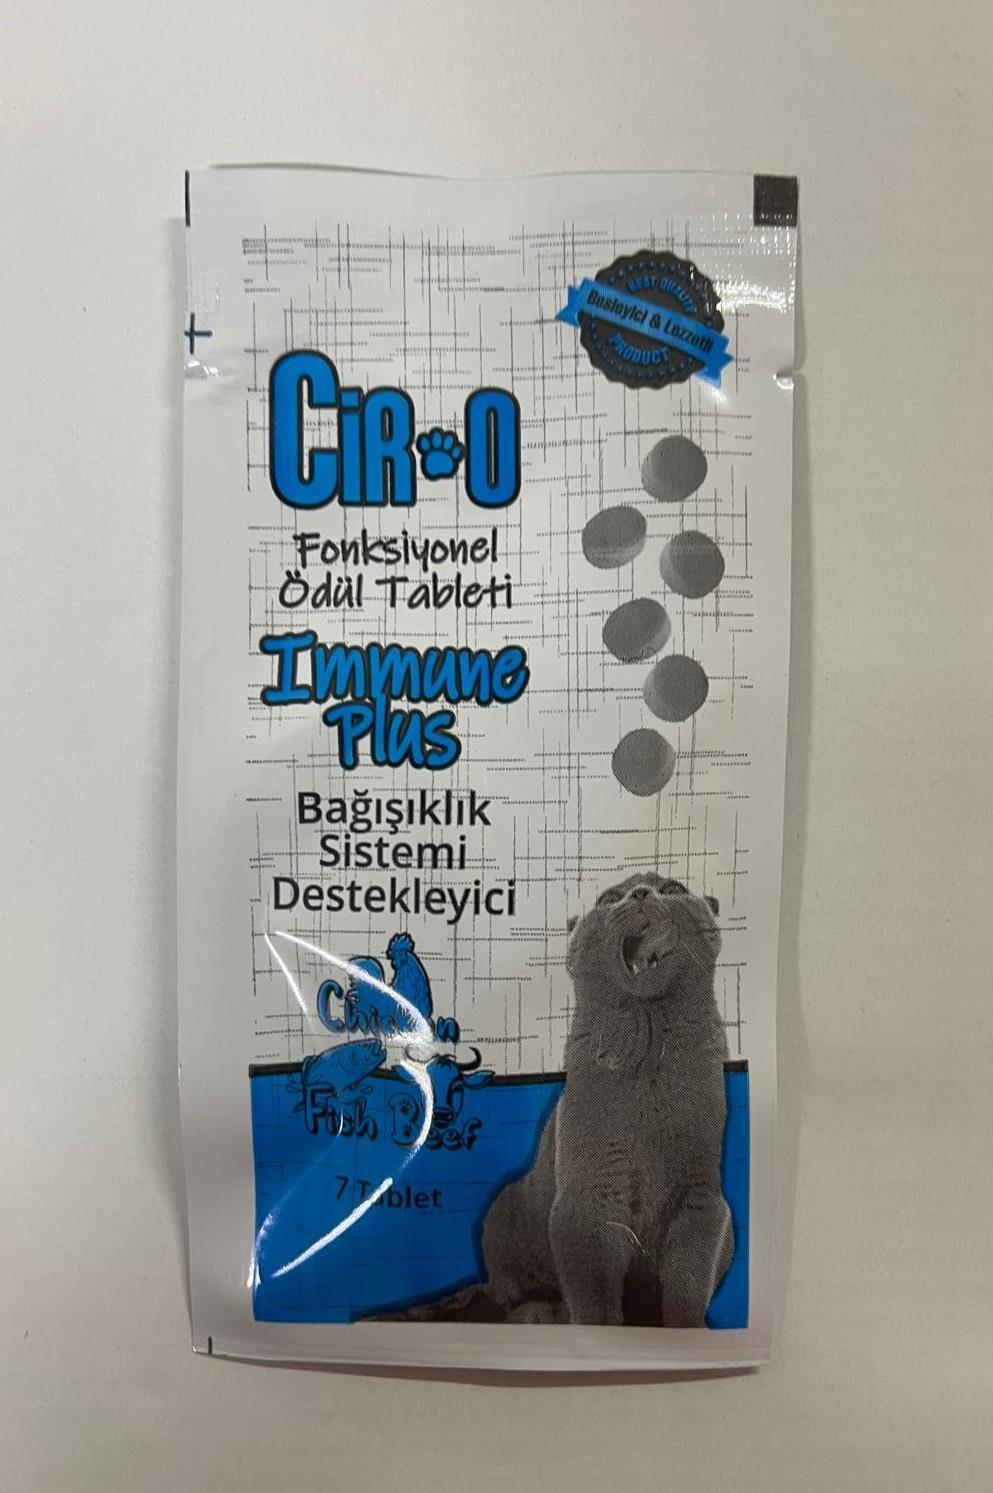 BEST QUALITY
Besleyici & Lezzetli
PRODUCT
CiR O
Fonksiyonel
Ödül Tableti
Immune
Plus
Bağışıklık
Sistemi
Destekleyici
Chicken
Fish Beef
7 Tablet